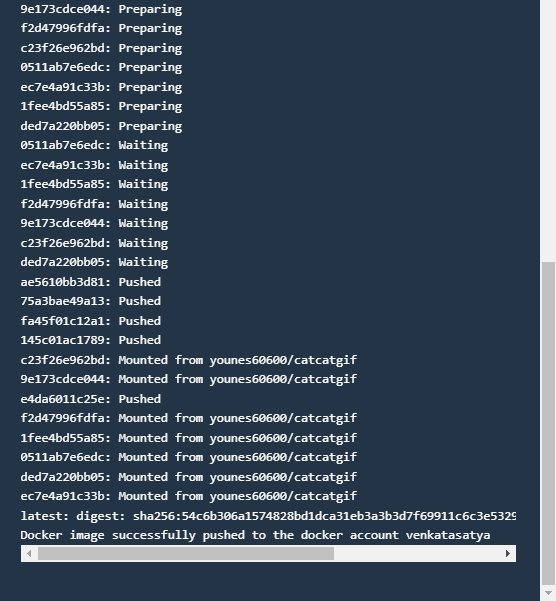 9e173cdce044: Preparing
f2d47996fdfa: Preparing
c23f26e962bd: Preparing
0511ab7e6edc: Preparing
ec7e4a91c33b: Preparing
1fee4bd55a85: Preparing
ded7a220bb05: Preparing
0511ab7e6edc: Waiting
ec7e4a91c33b: Waiting
1fee4bd55a85: Waiting
f2d47996fdfa: Waiting
9e173cdce044: Waiting
c23f26e962bd: Waiting
ded7a220bb05: Waiting
ae5610bb3d81: Pushed
75a3bae49a13: Pushed
fa45f01c12a1: Pushed
145c01ac1789: Pushed
c23f26e962bd: Mounted from younes60600/catcatgif
9e173cdce044: Mounted from younes60600/catcatgif
e4da6011c25e: Pushed
f2d47996fdfa: Mounted from younes60600/catcatgif
1fee4bd55a85: Mounted from younes60600/catcatgif
0511ab7e6edc: Mounted from younes60600/catcatgif
ded7a220bb05: Mounted from younes60600/catcatgif
ec7e4a91c33b: Mounted from younes60600/catcatgif
latest: digest: sha256:54c6b306a1574828bd1dca31eb3a3b3d7f69911c6c3e5329
Docker image successfully pushed to the docker account venkatasatya